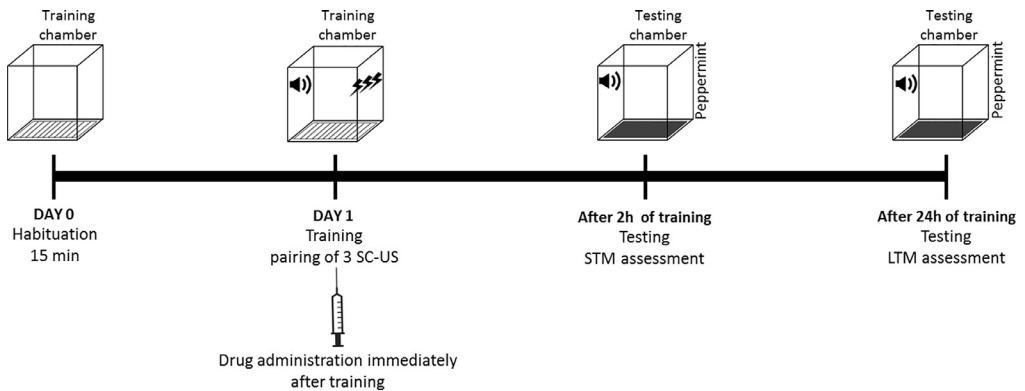 Training
chamber
Training
chamber
Testing
chamber
Testing
chamber
Peppermint
Peppermint
DAY 0
Habituation
15 min
DAY 1
Training
pairing of 3 SC-US
After 2h of training
Testing
STM assessment
After 24h of training
Testing
LTM assessment
Drug administration immediately
after training